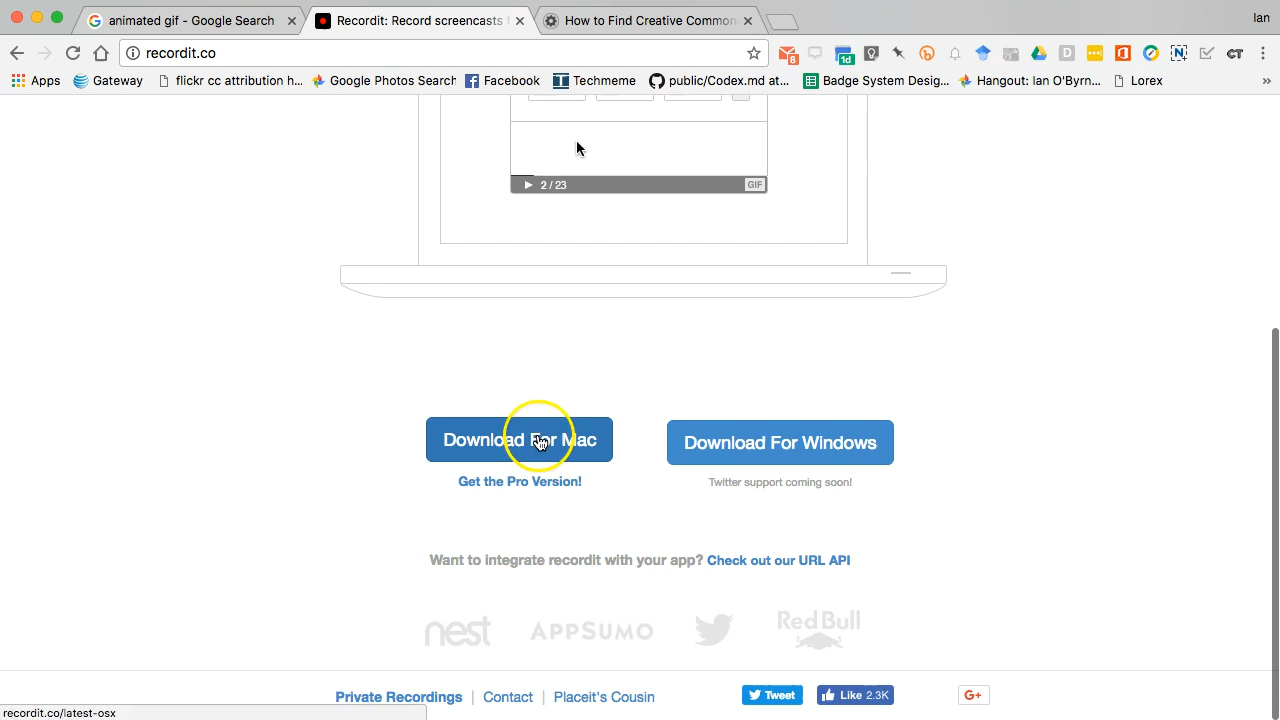 animated gif - Google Search
Recordit: Record screencasts
How to Find Creative Common
Ian
recordit.co
8
1d
Apps
Gateway
flickr cc attribution h...
Google Photos Search
Facebook
Techmeme
public/Codex.md at...
Badge System Desig...
Hangout: Ian O'Byrn...
Lorex
»
2 / 23
GIF
Download For Mac
Download For Windows
Get the Pro Version!
Twitter support coming soon!
Want to integrate recordit with your app? Check out our URL API
nest
APPSUMO
Red Bull
Private Recordings | Contact | Placeit's Cousin
Tweet
Like 2.3K
G+
recordit.co/latest-osx